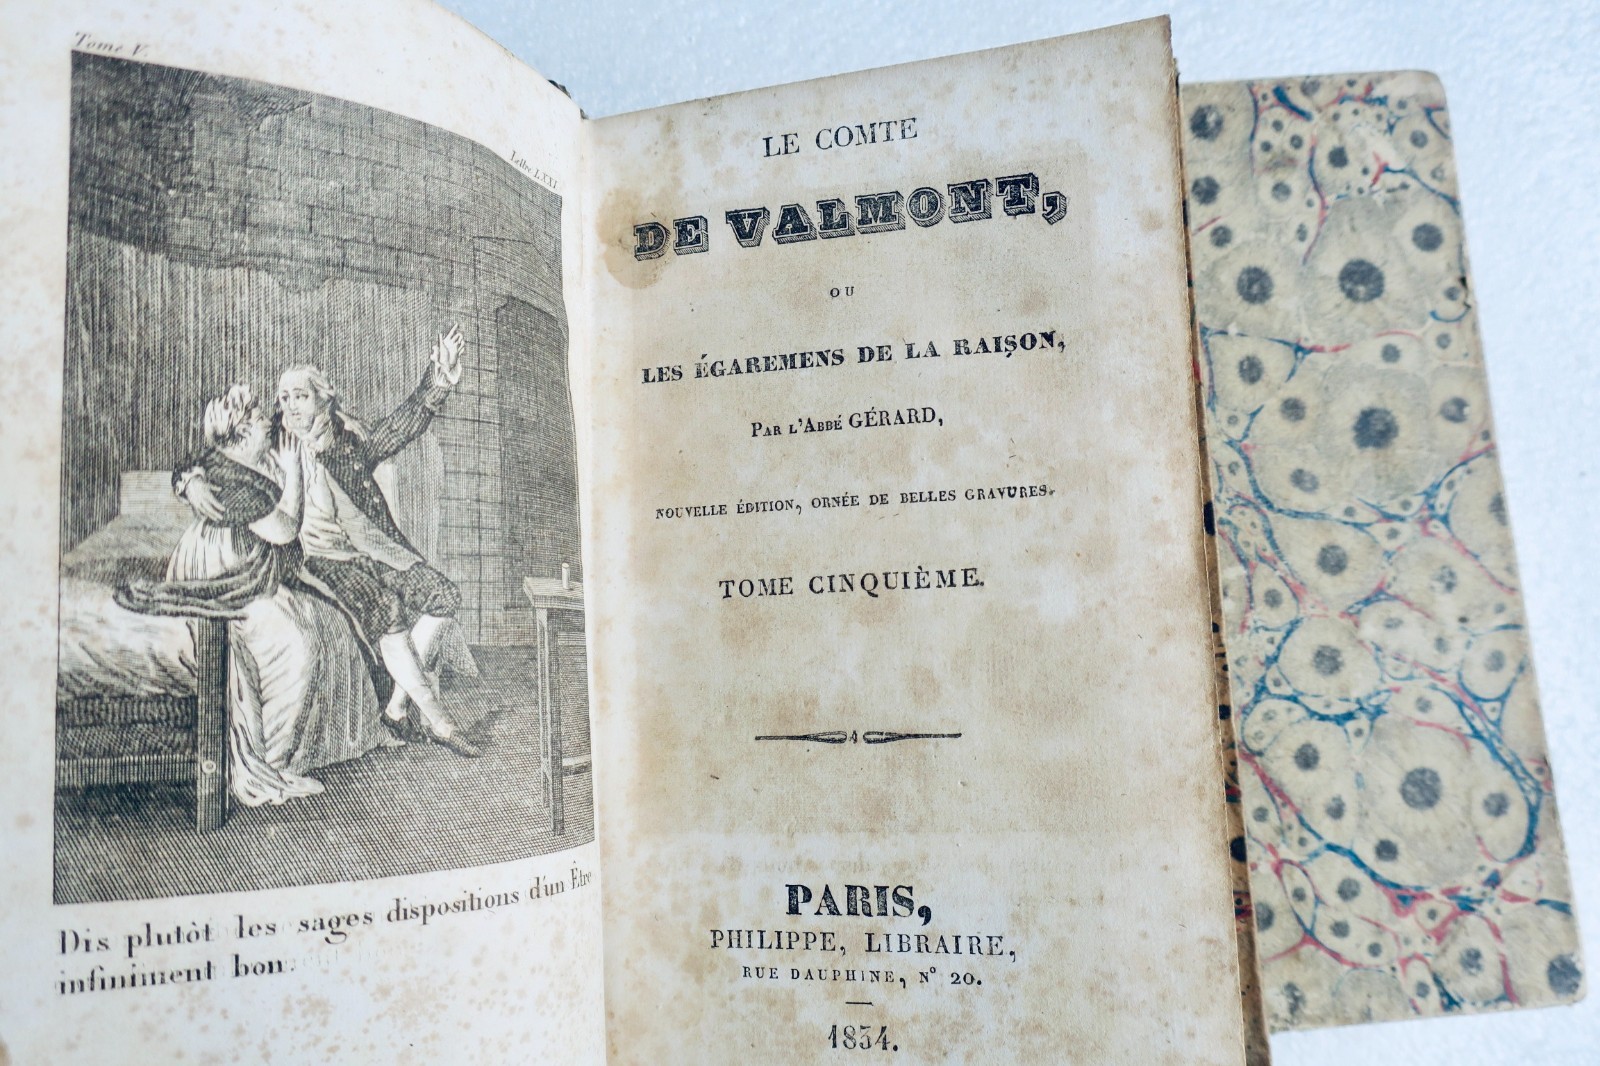 Tome V.
Lettre LXXI.
Dis plutôt les sages dispositions d'un Être
infiniment bon.
LE COMTE
DE VALMONT,
OU
LES ÉGAREMENS DE LA RAISON,
PAR L'ABBÉ GÉRARD,
NOUVELLE ÉDITION, ORNÉE DE BELLES GRAVURES.
TOME CINQUIÈME.
PARIS,
PHILIPPE, LIBRAIRE,
RUE DAUPHINE, N° 20.
1834.